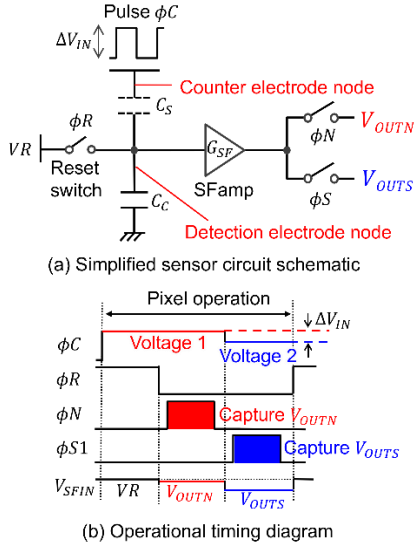 Pulse ϕC
ΔV_IN
Counter electrode node
C_S
ϕR
ϕN
V_OUTN
VR
G_SF
Reset
switch
SFamp
ϕS
V_OUTS
C_C
Detection electrode node
(a) Simplified sensor circuit schematic
Pixel operation
ΔV_IN
ϕC
Voltage 1
Voltage 2
ϕR
ϕN
Capture V_OUTN
ϕS1
Capture V_OUTS
V_SFIN
VR
V_OUTN
V_OUTS
(b) Operational timing diagram